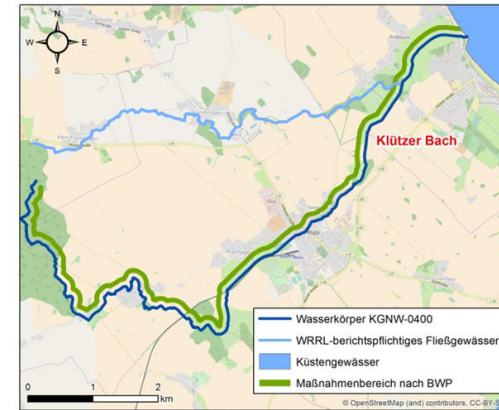 N
W E
S
Klützer Bach
Wasserkörper KGNW-0400
WRRL-berichtspflichtiges Fließgewässer
Küstengewässer
Maßnahmenbereich nach BWP
0 1 2
km
© OpenStreetMap (and) contributors, CC-BY-S